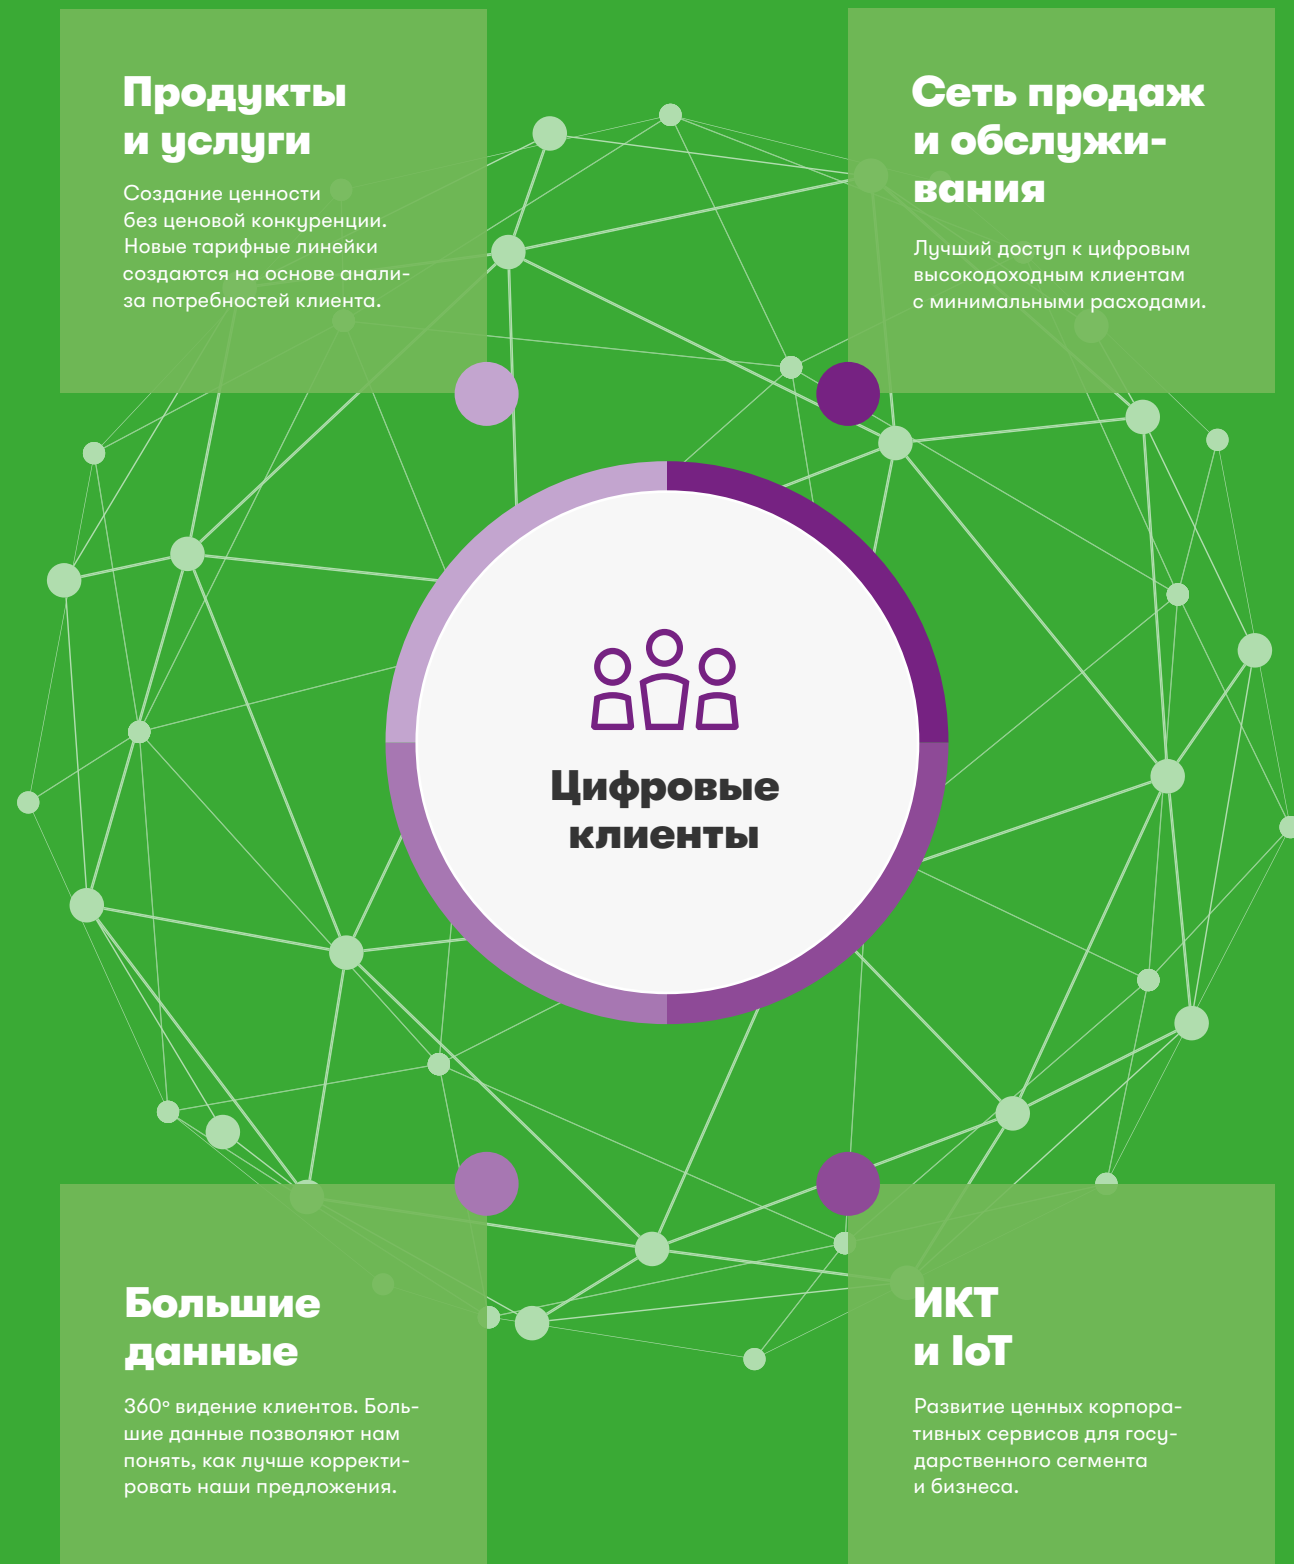 Продукты
и услуги
Создание ценности
без ценовой конкуренции.
Новые тарифные линейки
создаются на основе анали-
за потребностей клиента.
Сеть продаж
и обслужи-
вания
Лучший доступ к цифровым
высокодоходным клиентам
с минимальными расходами.
Цифровые
клиенты
Большие
данные
360° видение клиентов. Боль-
шие данные позволяют нам
понять, как лучше корректи-
ровать наши предложения.
ИКТ
и IoT
Развитие ценных корпора-
тивных сервисов для госу-
дарственного сегмента
и бизнеса.